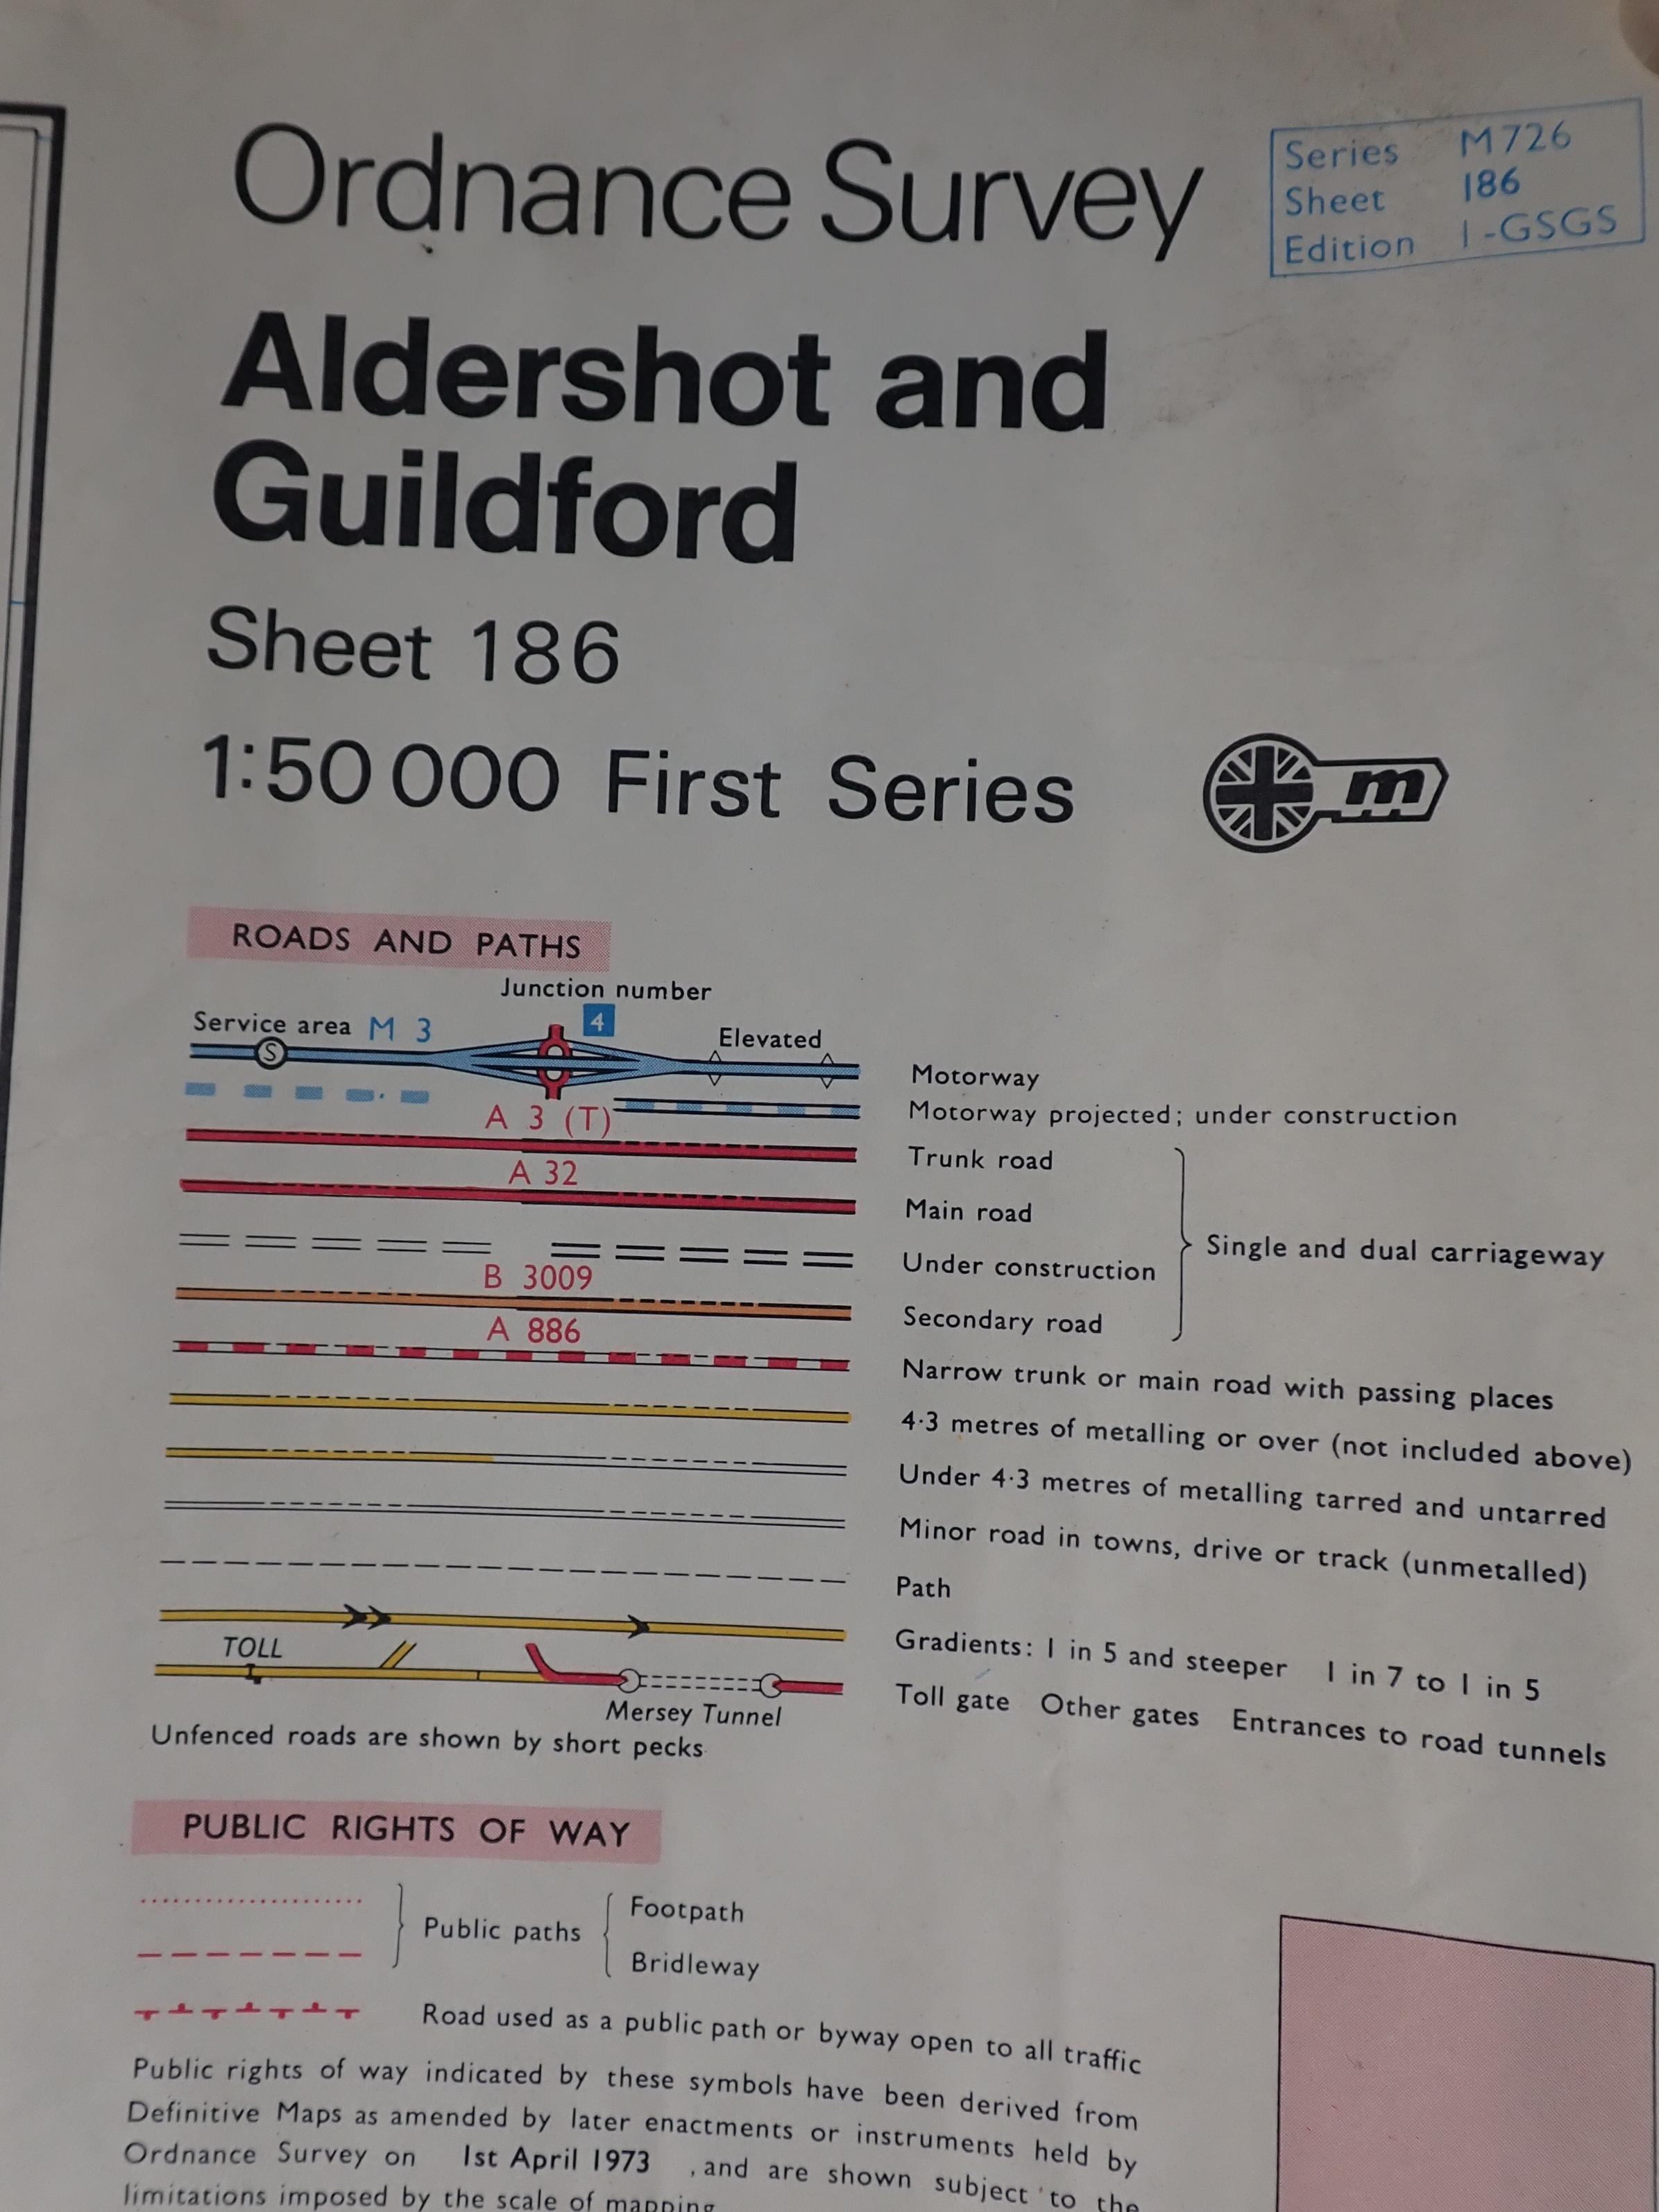 Ordnance Survey
Series M726
Sheet 186
Edition 1-GSGS
Aldershot and
Guildford
Sheet 186
1:50 000 First Series
m
ROADS AND PATHS
Junction number
4
Service area M 3
Elevated
S
Motorway
Motorway projected; under construction
A 3 (T)
Trunk road
A 32
Main road
Single and dual carriageway
Under construction
B 3009
Secondary road
A 886
Narrow trunk or main road with passing places
4·3 metres of metalling or over (not included above)
Under 4·3 metres of metalling tarred and untarred
Minor road in towns, drive or track (unmetalled)
Path
Gradients: 1 in 5 and steeper 1 in 7 to 1 in 5
TOLL
Toll gate Other gates Entrances to road tunnels
Mersey Tunnel
Unfenced roads are shown by short pecks
PUBLIC RIGHTS OF WAY
Public paths
Footpath
Bridleway
Road used as a public path or byway open to all traffic
Public rights of way indicated by these symbols have been derived from
Definitive Maps as amended by later enactments or instruments held by
Ordnance Survey on 1st April 1973 , and are shown subject to the
limitations imposed by the scale of mapping